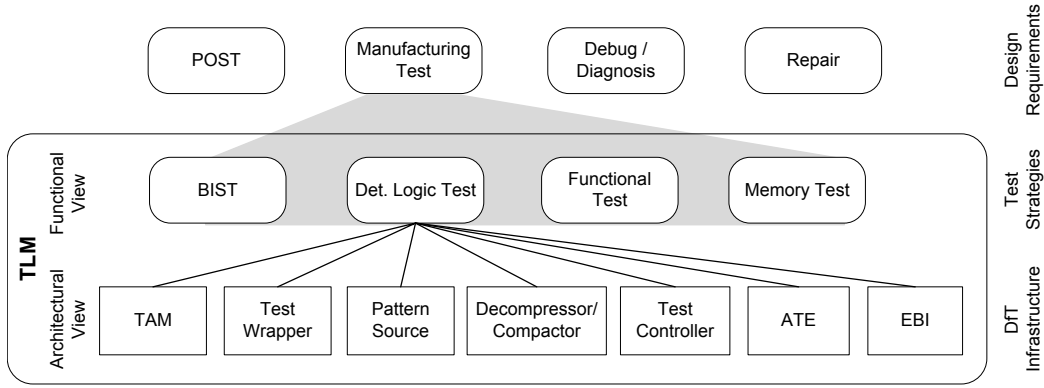 POST
Manufacturing
Test
Debug /
Diagnosis
Repair
Design
Requirements
TLM
Functional
View
BIST
Det. Logic Test
Functional
Test
Memory Test
Test
Strategies
Architectural
View
TAM
Test
Wrapper
Pattern
Source
Decompressor/
Compactor
Test
Controller
ATE
EBI
DfT
Infrastructure